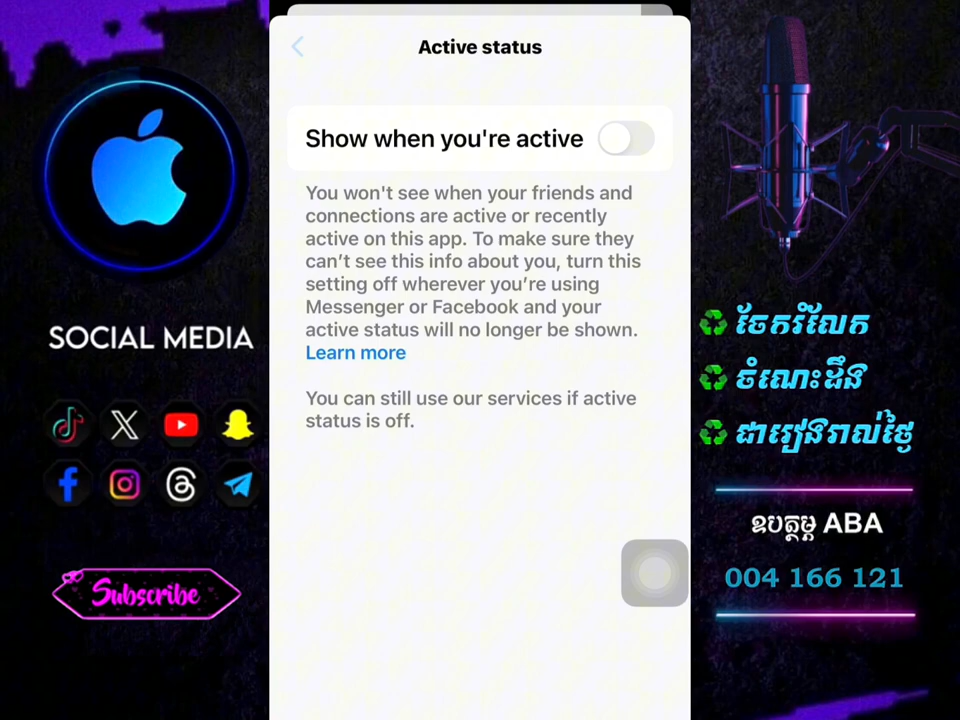 Active status
Show when you're active
You won't see when your friends and
connections are active or recently
active on this app. To make sure they
can't see this info about you, turn this
setting off wherever you're using
Messenger or Facebook and your
active status will no longer be shown.
Learn more
You can still use our services if active
status is off.
SOCIAL MEDIA
Subscribe
ចែករំលែក
ចំណេះដឹង
ជារៀងរាល់ថ្ងៃ
ឧបត្ថម្ភ ABA
004 166 121